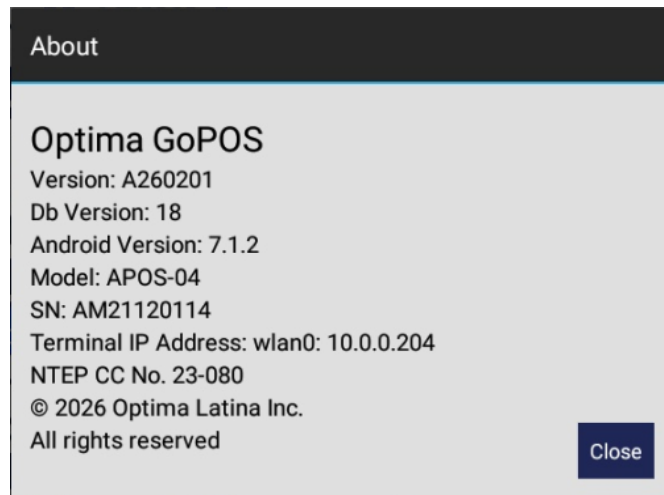 About
Optima GoPOS
Version: A260201
Db Version: 18
Android Version: 7.1.2
Model: APOS-04
SN: AM21120114
Terminal IP Address: wlan0: 10.0.0.204
NTEP CC No. 23-080
© 2026 Optima Latina Inc.
All rights reserved
Close